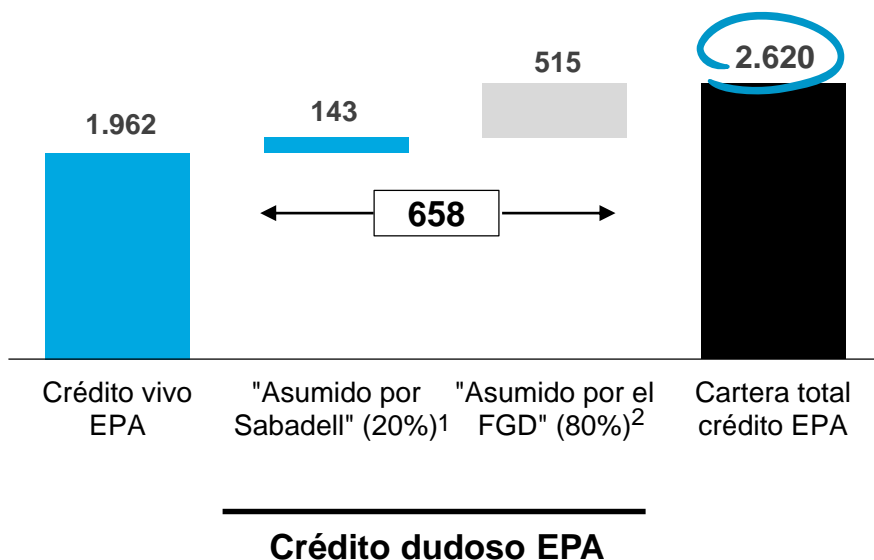 2.620
515
143
1.962
658
Crédito vivo
EPA
"Asumido por
Sabadell" (20%)1
"Asumido por el
FGD" (80%)2
Cartera total
crédito EPA
Crédito dudoso EPA